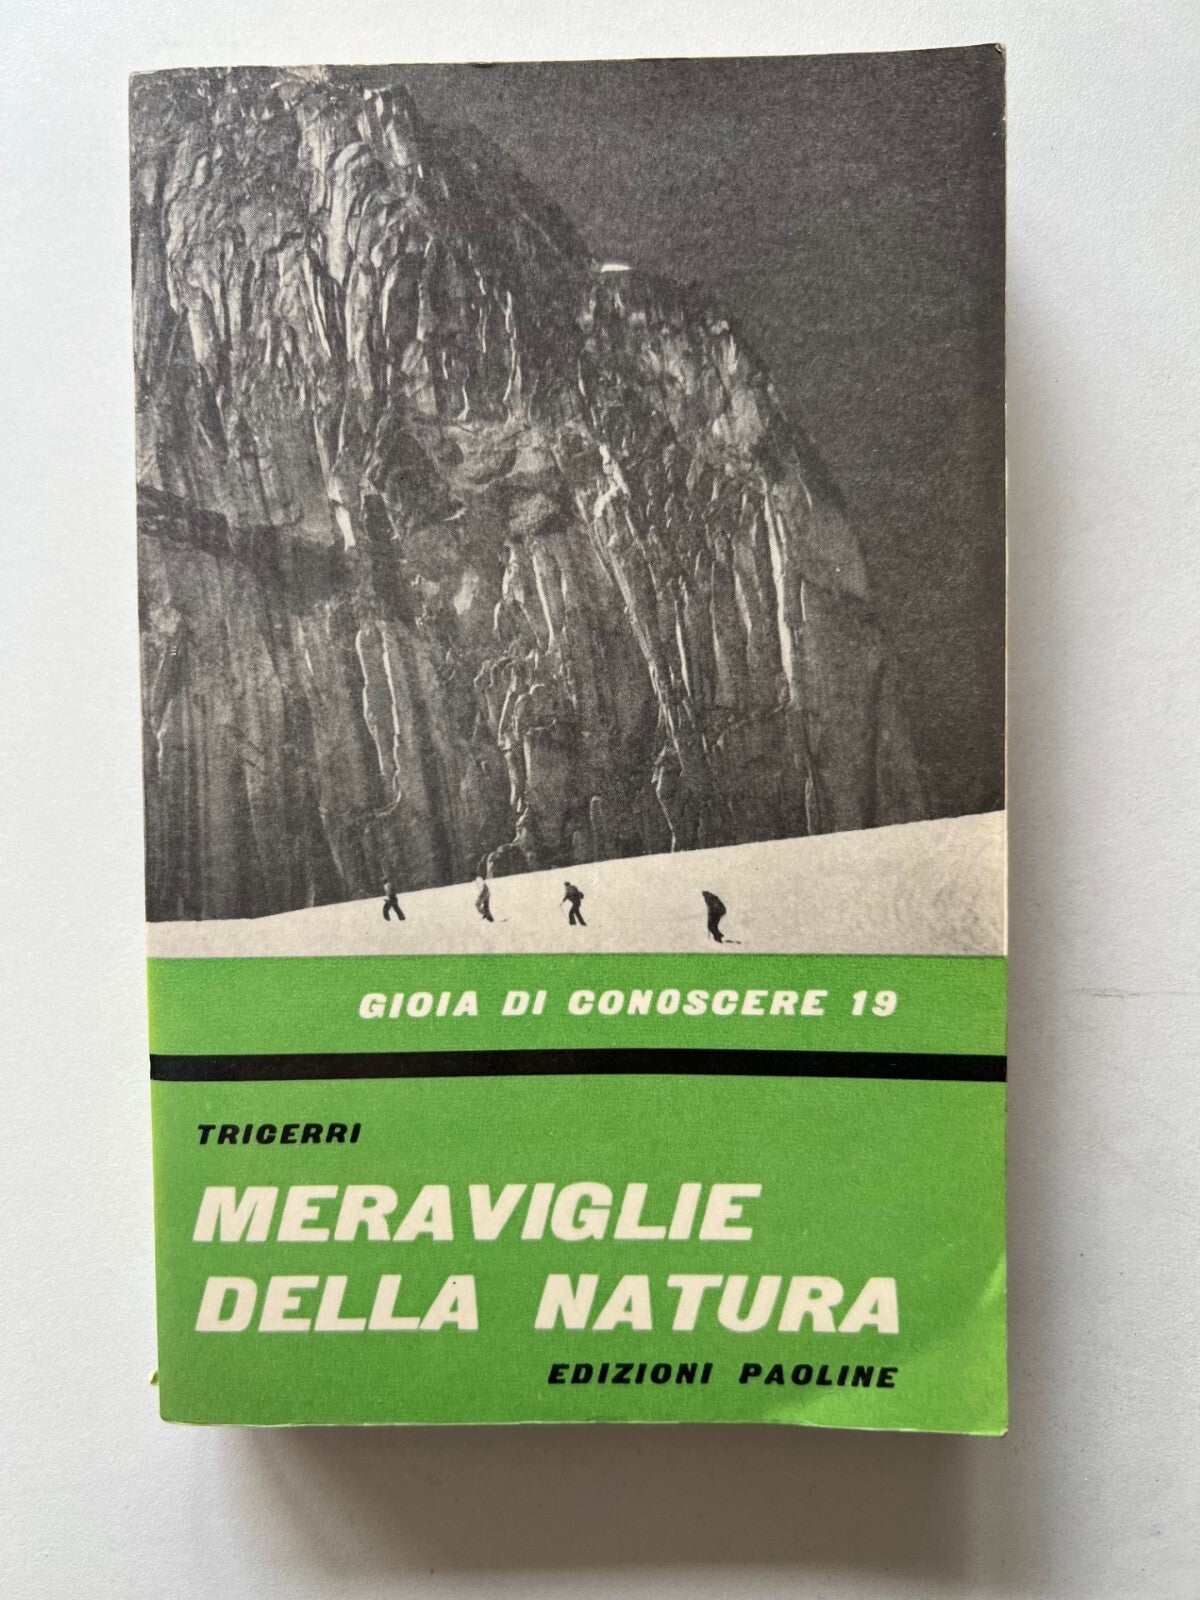 GIOIA DI CONOSCERE 19
TRICERRI
MERAVIGLIE
DELLA NATURA
EDIZIONI PAOLINE